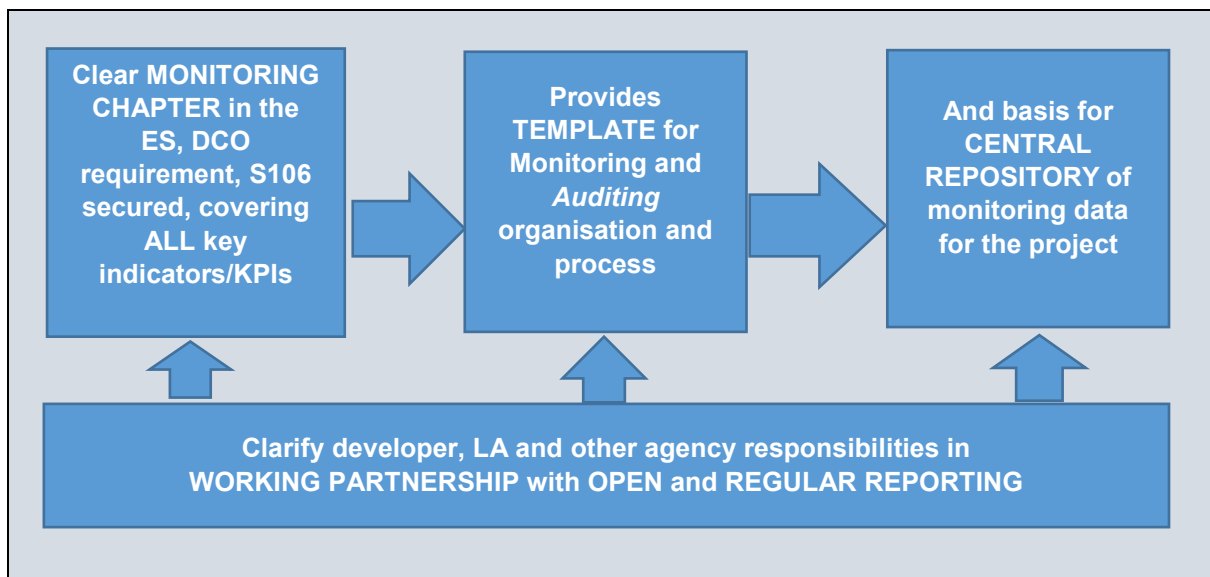 Clear MONITORING
CHAPTER in the
ES, DCO
requirement, S106
secured, covering
ALL key
indicators/KPIs
Provides
TEMPLATE for
Monitoring and
Auditing
organisation and
process
And basis for
CENTRAL
REPOSITORY of
monitoring data
for the project
Clarify developer, LA and other agency responsibilities in
WORKING PARTNERSHIP with OPEN and REGULAR REPORTING